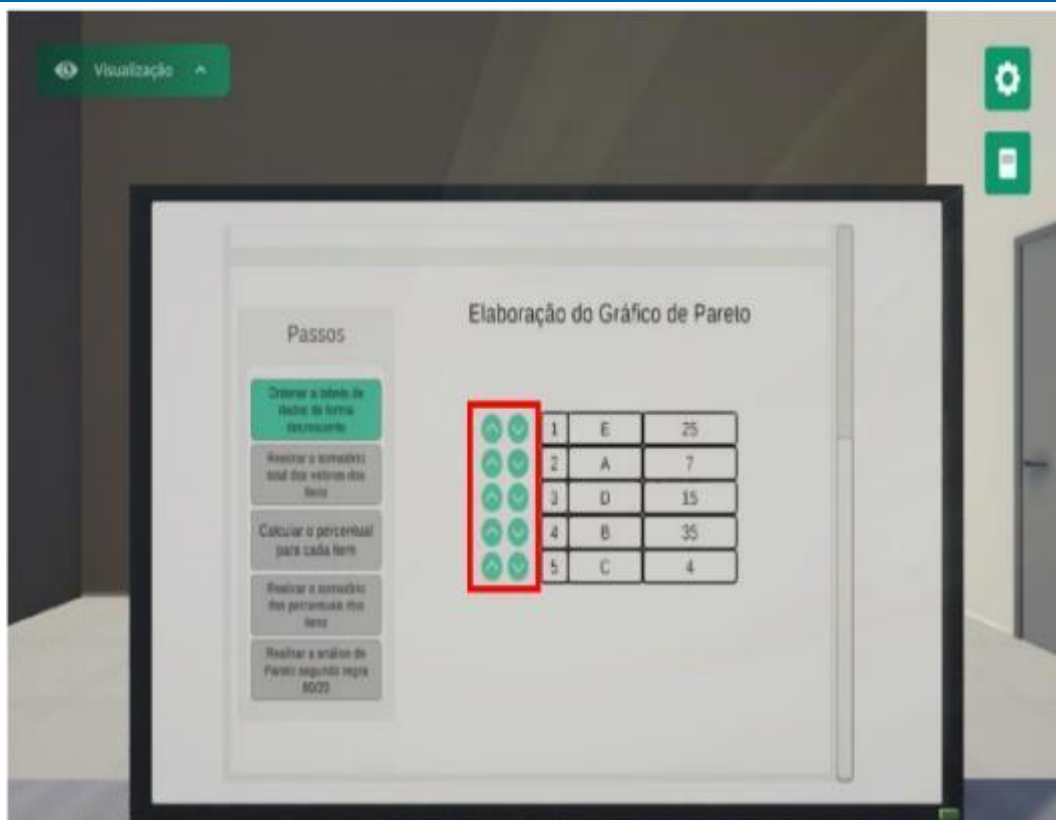 Visualização
Elaboração do Gráfico de Pareto
Passos
Ordenar a tabela de
dados de forma
decrescente
Realizar o somatório
total dos valores dos
itens
Calcular o percentual
para cada item
Realizar o somatório
dos percentuais dos
itens
Realizar a análise de
Pareto segundo regra
80/20
1 E 25
2 A 7
3 D 15
4 B 35
5 C 4